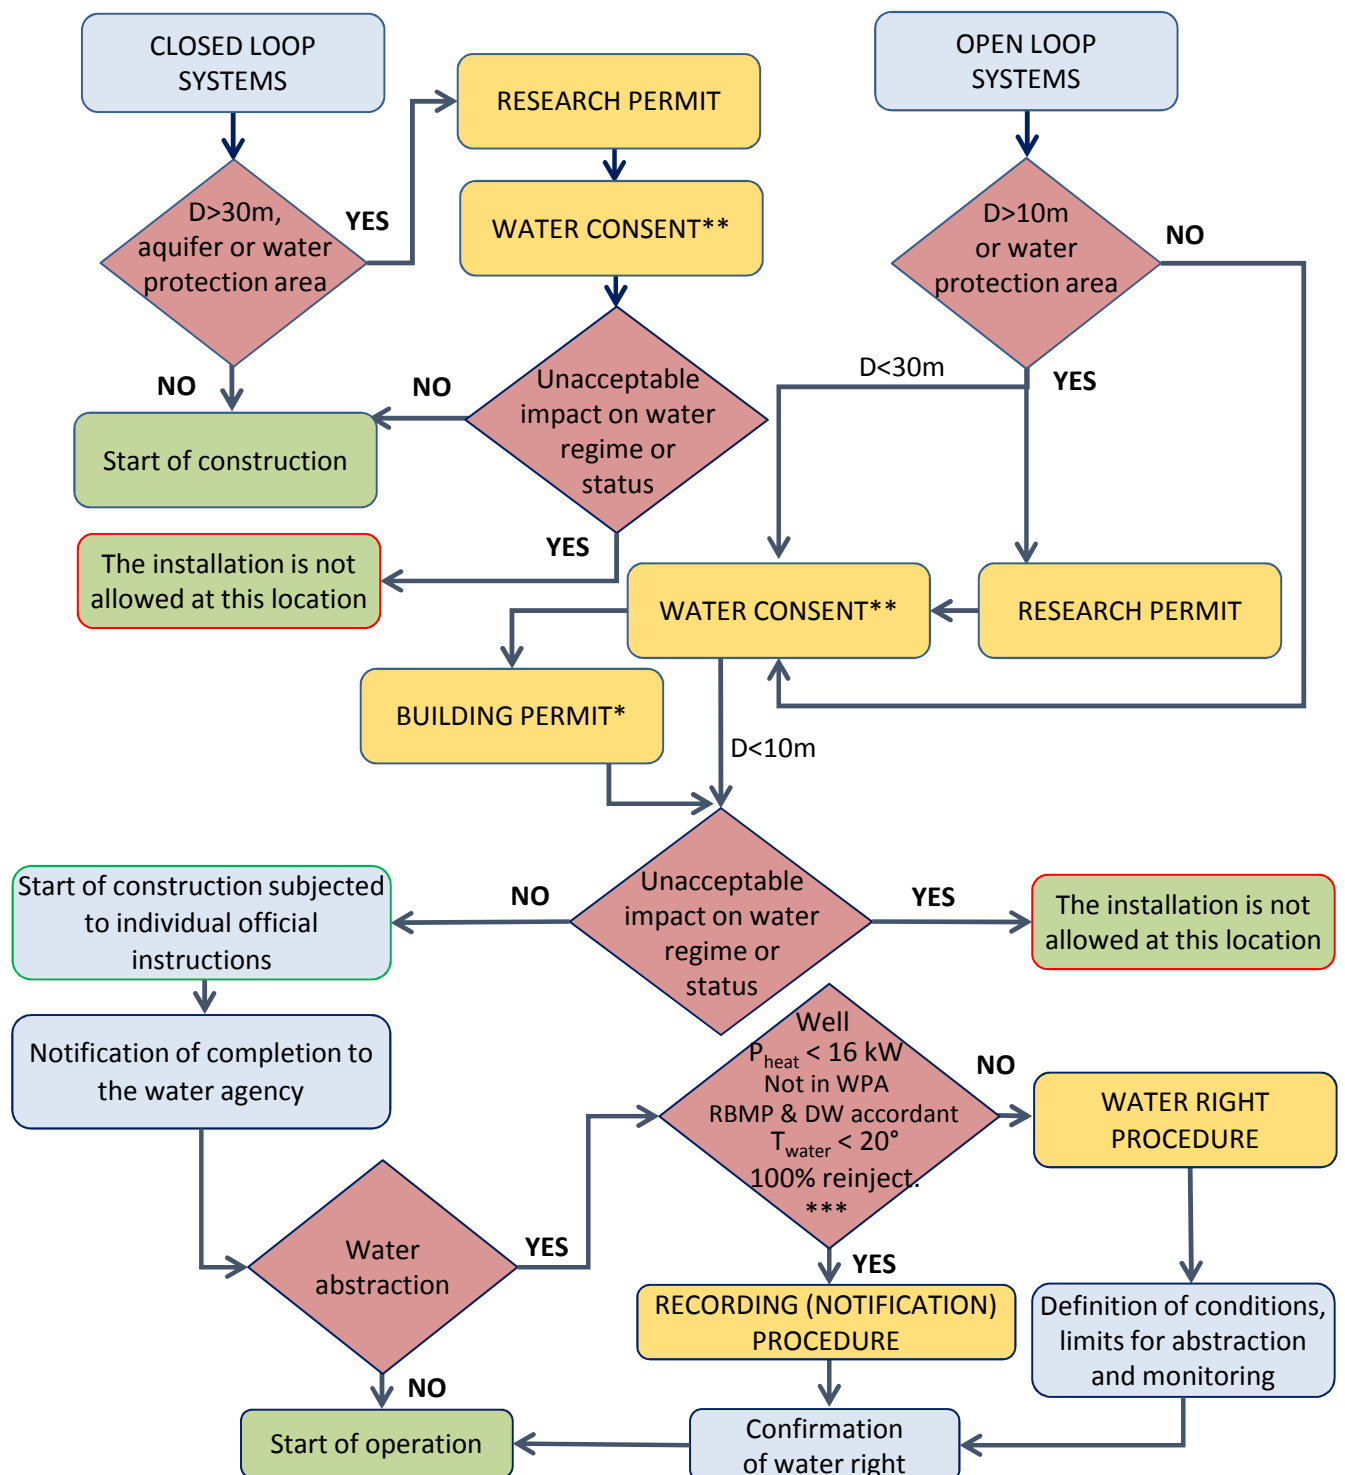 CLOSED LOOP
SYSTEMS
RESEARCH PERMIT
OPEN LOOP
SYSTEMS
D>30m,
aquifer or water
protection area
YES
WATER CONSENT**
D>10m
or water
protection area
NO
NO
Start of construction
NO
Unacceptable
impact on water
regime or
status
D<30m
YES
YES
The installation is not
allowed at this location
WATER CONSENT**
RESEARCH PERMIT
BUILDING PERMIT*
D<10m
Start of construction subjected
to individual official
instructions
NO
Unacceptable
impact on water
regime or
status
YES
The installation is not
allowed at this location
Notification of completion to
the water agency
Well
Pheat < 16 kW
Not in WPA
RBMP & DW accordant
Twater < 20°
100% reinject.
***
NO
WATER RIGHT
PROCEDURE
Water
abstraction
YES
YES
RECORDING (NOTIFICATION)
PROCEDURE
Definition of conditions,
limits for abstraction
and monitoring
NO
Start of operation
Confirmation
of water right